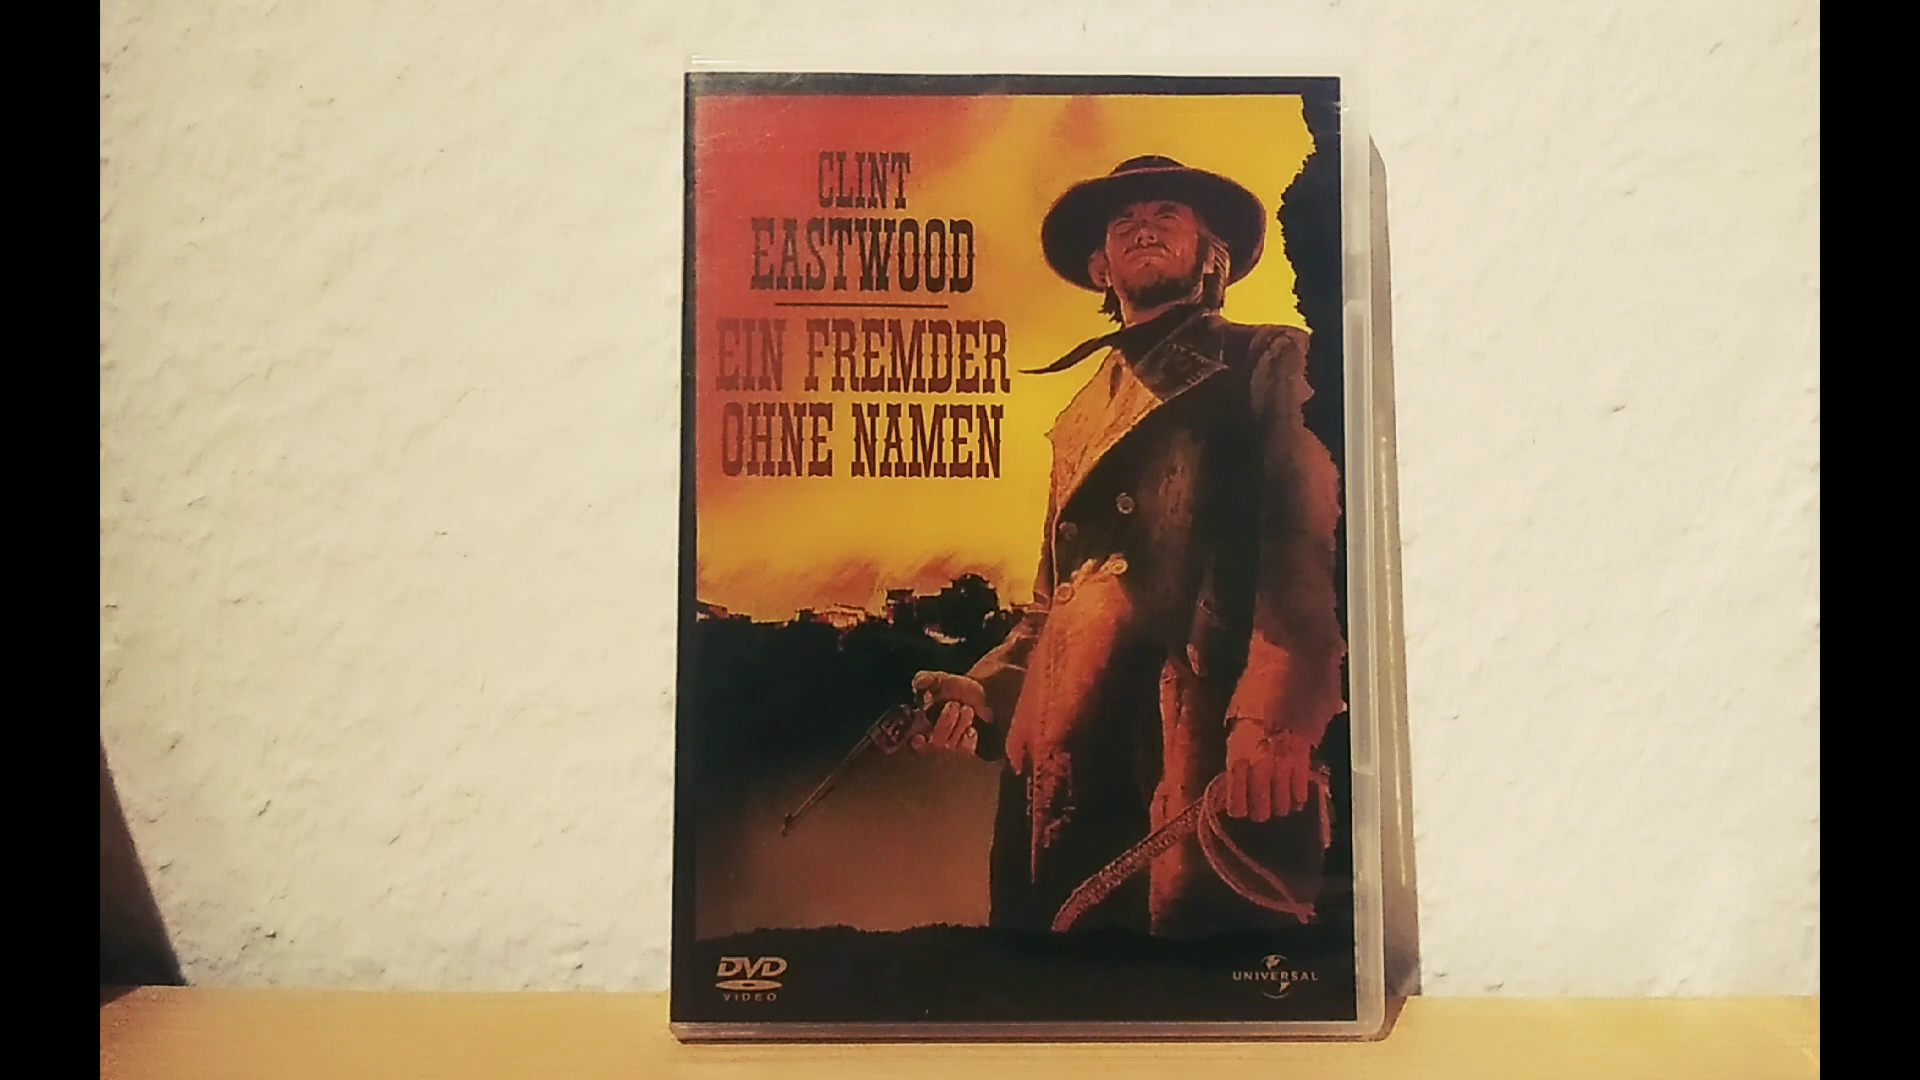 CLINT
EASTWOOD
EIN FREMDER
OHNE NAMEN
DVD
VIDEO
UNIVERSAL